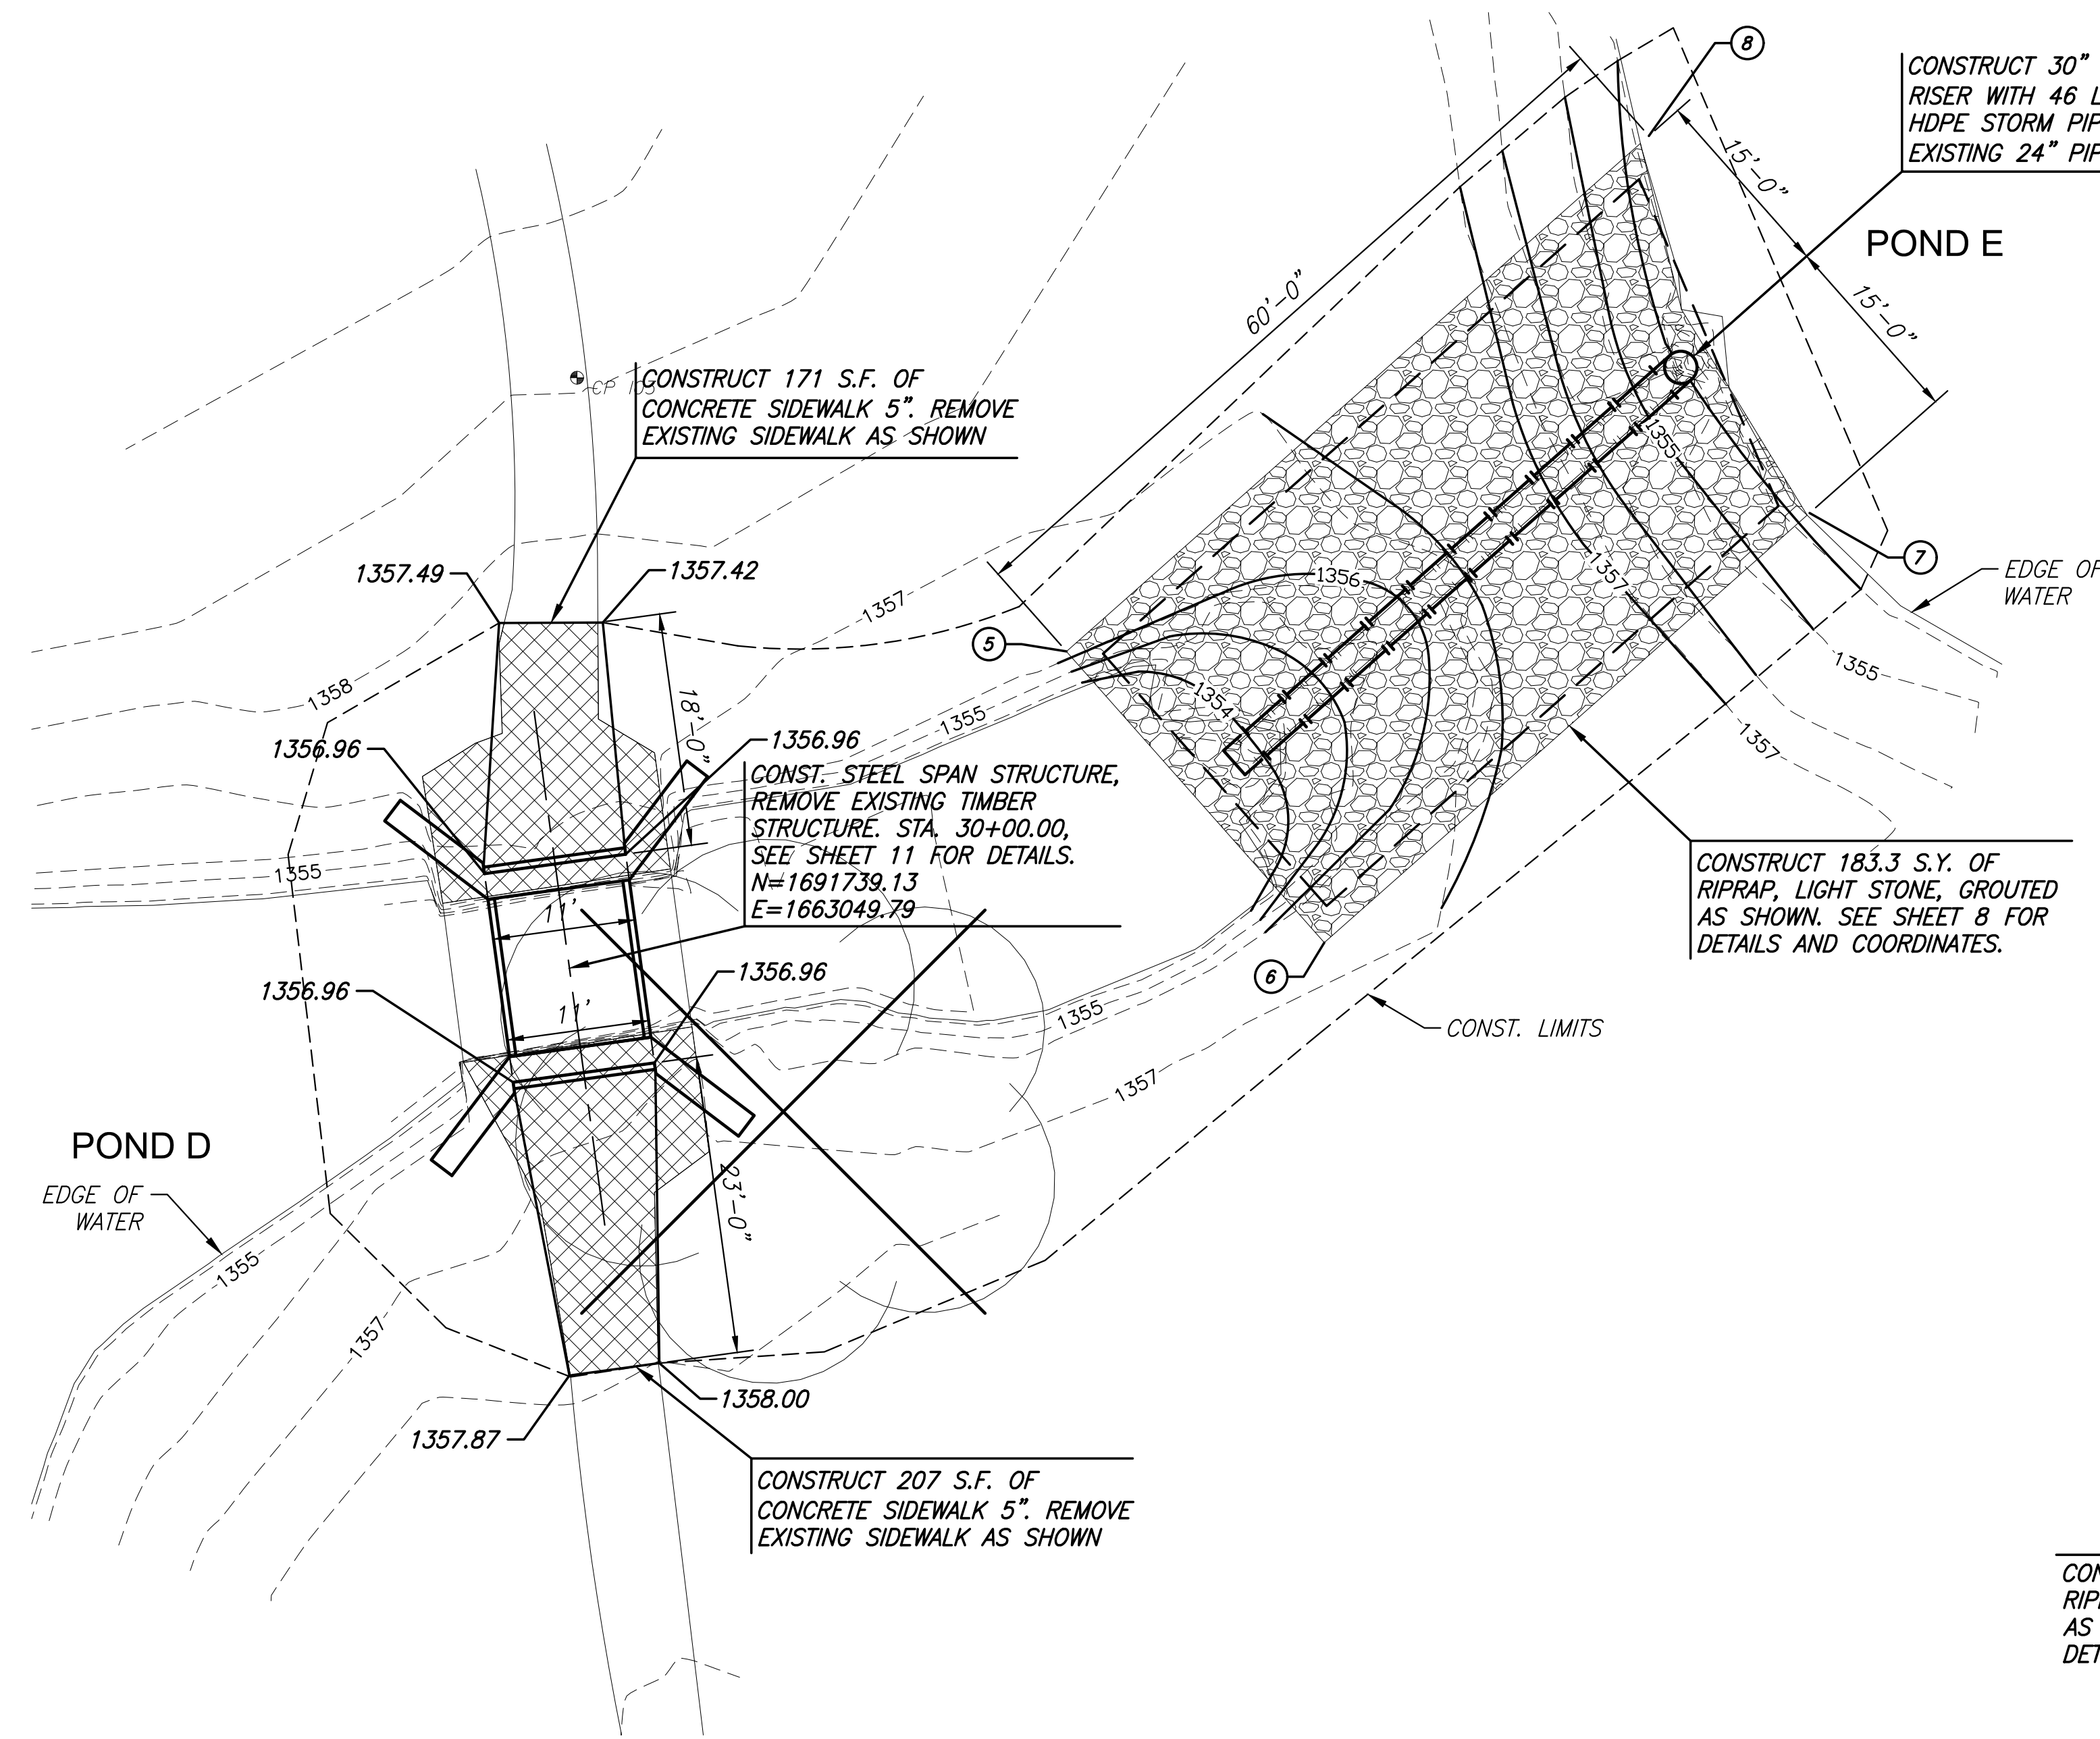 8
CONSTRUCT 30"
RISER WITH 46
HDPE STORM
EXISTING 24"
15'-0"
POND E
15'-0"
60'-0"
CP 103
CONSTRUCT 171 S.F. OF
CONCRETE SIDEWALK 5". REMOVE
EXISTING SIDEWALK AS SHOWN
1355
1357.49
1357.42
7
EDGE OF
WATER
1356
1357
1357
5
1355
1358
1354
18'-0"
1355
1357
1356.96
1356.96
CONST. STEEL SPAN STRUCTURE,
REMOVE EXISTING TIMBER
STRUCTURE. STA. 30+00.00,
SEE SHEET 11 FOR DETAILS.
N=1691739.13
E=1663049.79
1355
CONSTRUCT 183.3 S.Y. OF
RIPRAP, LIGHT STONE, GROUTED
AS SHOWN. SEE SHEET 8 FOR
DETAILS AND COORDINATES.
11'
6
1356.96
1356.96
11'
1355
CONST. LIMITS
1357
POND D
EDGE OF
WATER
23'-0"
1355
1357
1358.00
1357.87
CONSTRUCT 207 S.F. OF
CONCRETE SIDEWALK 5". REMOVE
EXISTING SIDEWALK AS SHOWN
AS